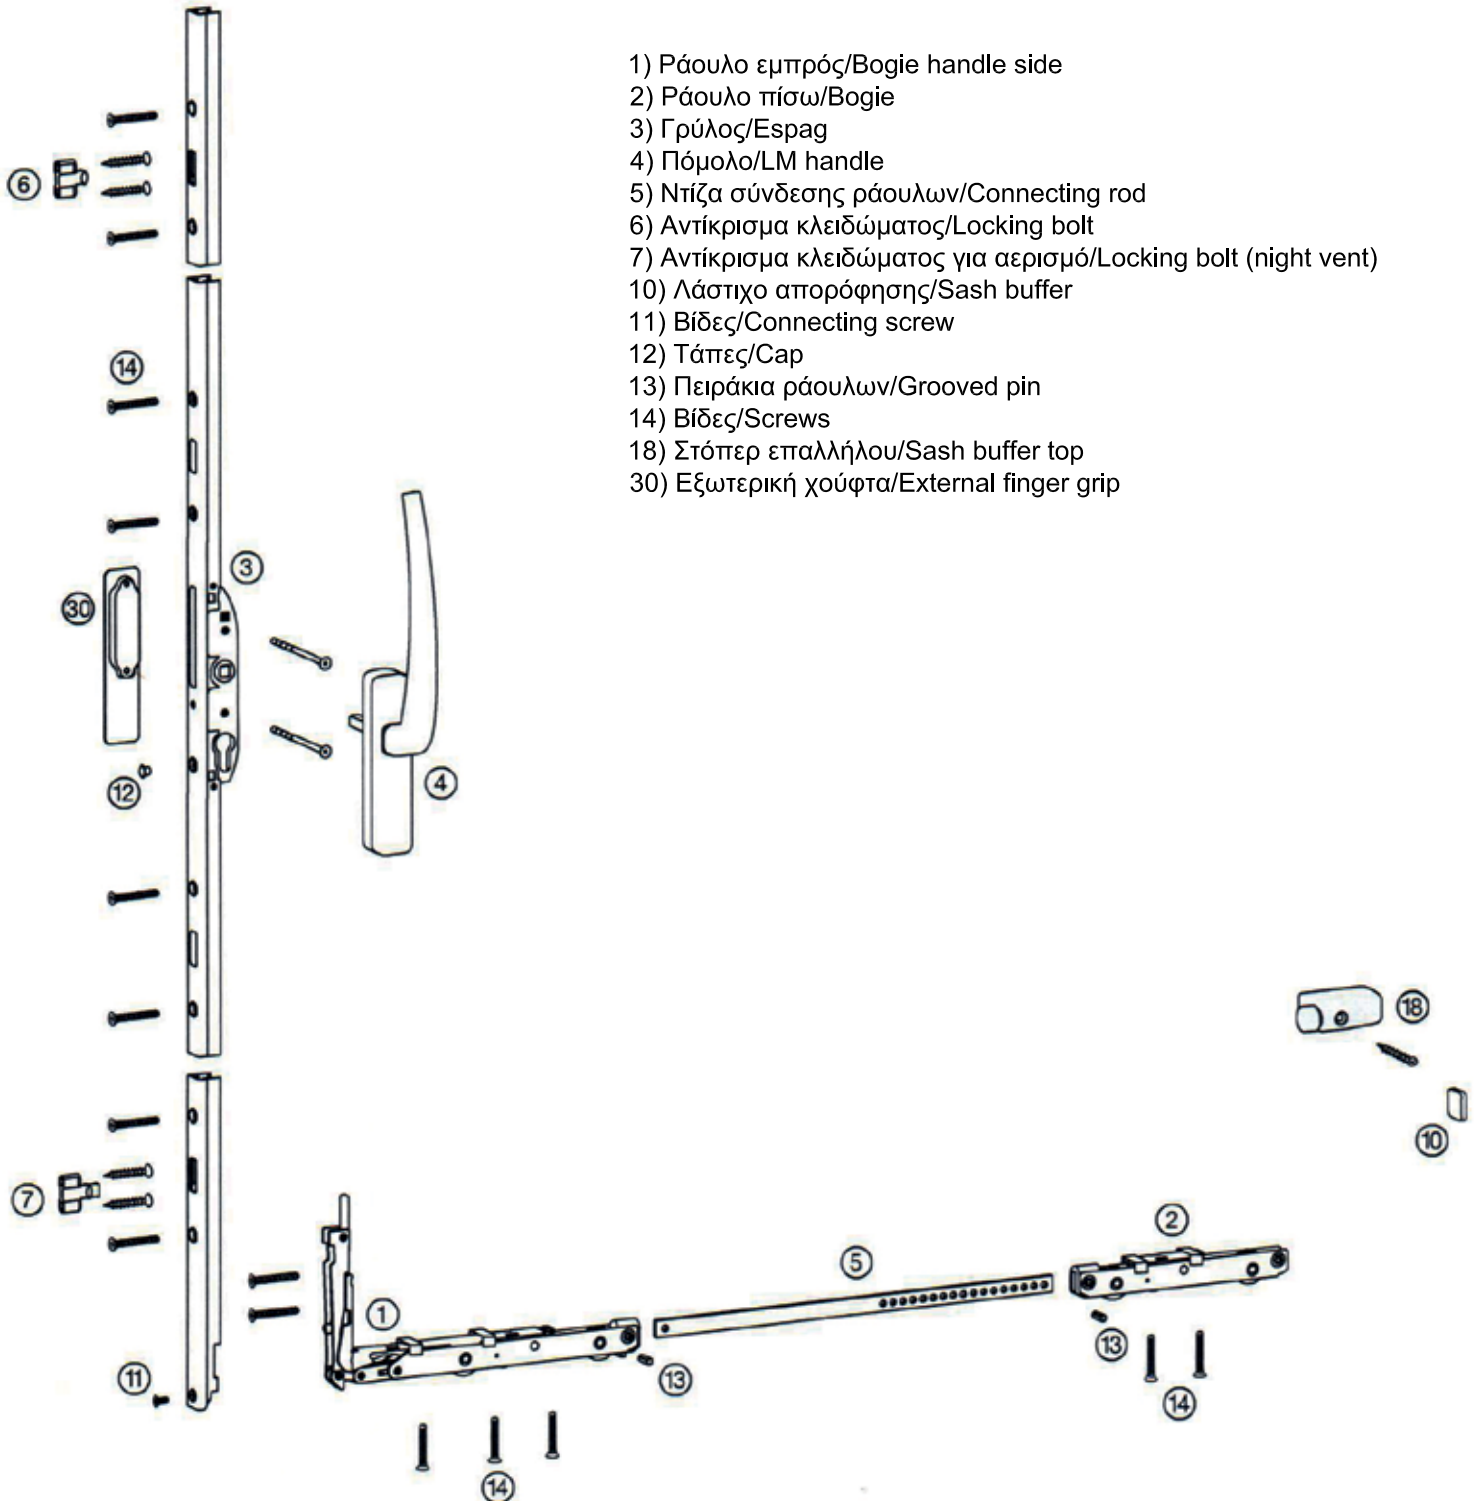 1) Ράουλο εμπρός/Bogie handle side
2) Ράουλο πίσω/Bogie
3) Γρύλος/Espag
4) Πόμολο/LM handle
5) Ντίζα σύνδεσης ράουλων/Connecting rod
6) Αντίκρισμα κλειδώματος/Locking bolt
7) Αντίκρισμα κλειδώματος για αερισμό/Locking bolt (night vent)
10) Λάστιχο απορόφησης/Sash buffer
11) Βίδες/Connecting screw
12) Τάπες/Cap
13) Πειράκια ράουλων/Grooved pin
14) Βίδες/Screws
18) Στόπερ επαλλήλου/Sash buffer top
30) Εξωτερική χούφτα/External finger grip
6
14
3
30
4
12
18
10
7
2
5
1
13
13
11
14
14